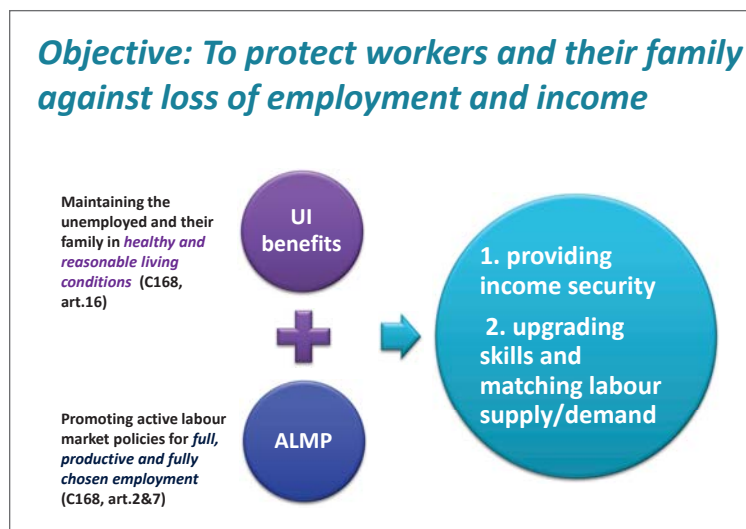 Objective: To protect workers and their family
against loss of employment and income
Maintaining the
unemployed and their
family in healthy and
reasonable living
conditions (C168,
art.16)
UI
benefits
Promoting active labour
market policies for full,
productive and fully
chosen employment
(C168, art.2&7)
ALMP
1. providing
income security
2. upgrading
skills and
matching labour
supply/demand